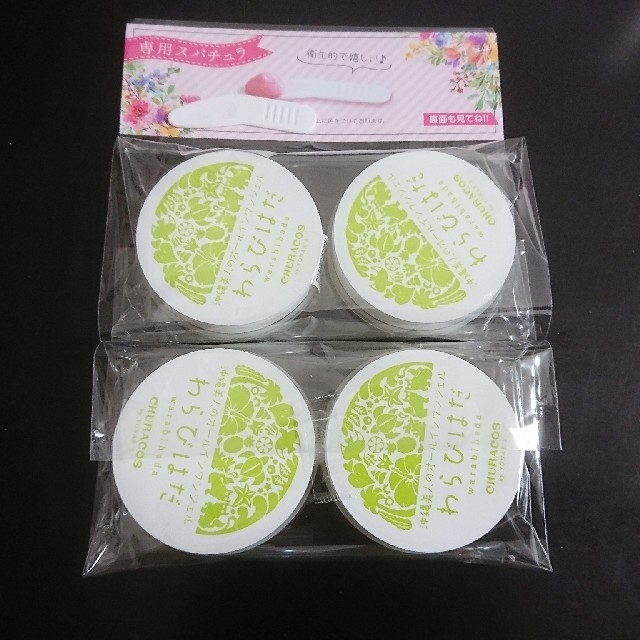 専用スパチュラ
衛生的で嬉しい♪
裏面も見てね!!
沖縄美人のオールインワンジェル
わらびはだ
warabihada
CHURACOS
沖縄美人のオールインワンジェル
わらびはだ
warabihada
CHURACOS
沖縄美人のオールインワンジェル
わらびはだ
warabihada
CHURACOS
沖縄美人のオールインワンジェル
わらびはだ
warabihada
CHURACOS